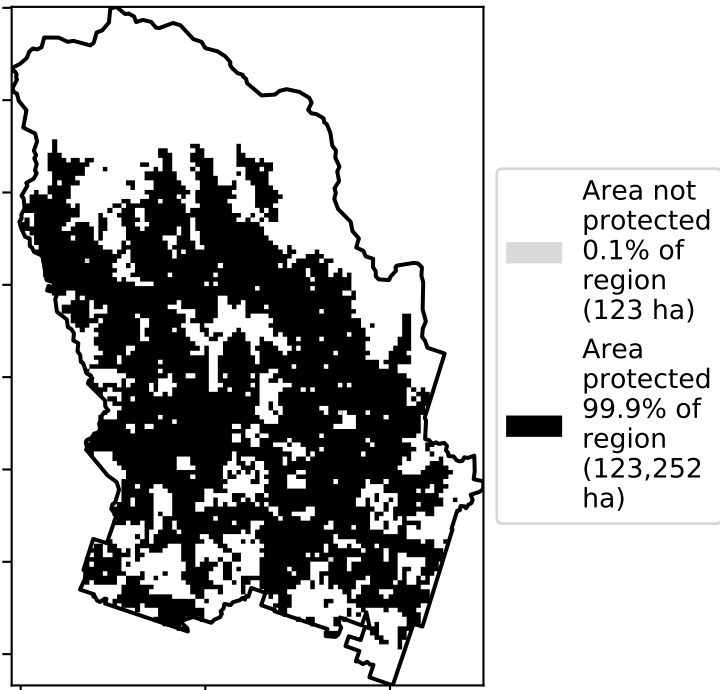 Area not
protected
0.1% of
region
(123 ha)
Area
protected
99.9% of
region
(123,252
ha)